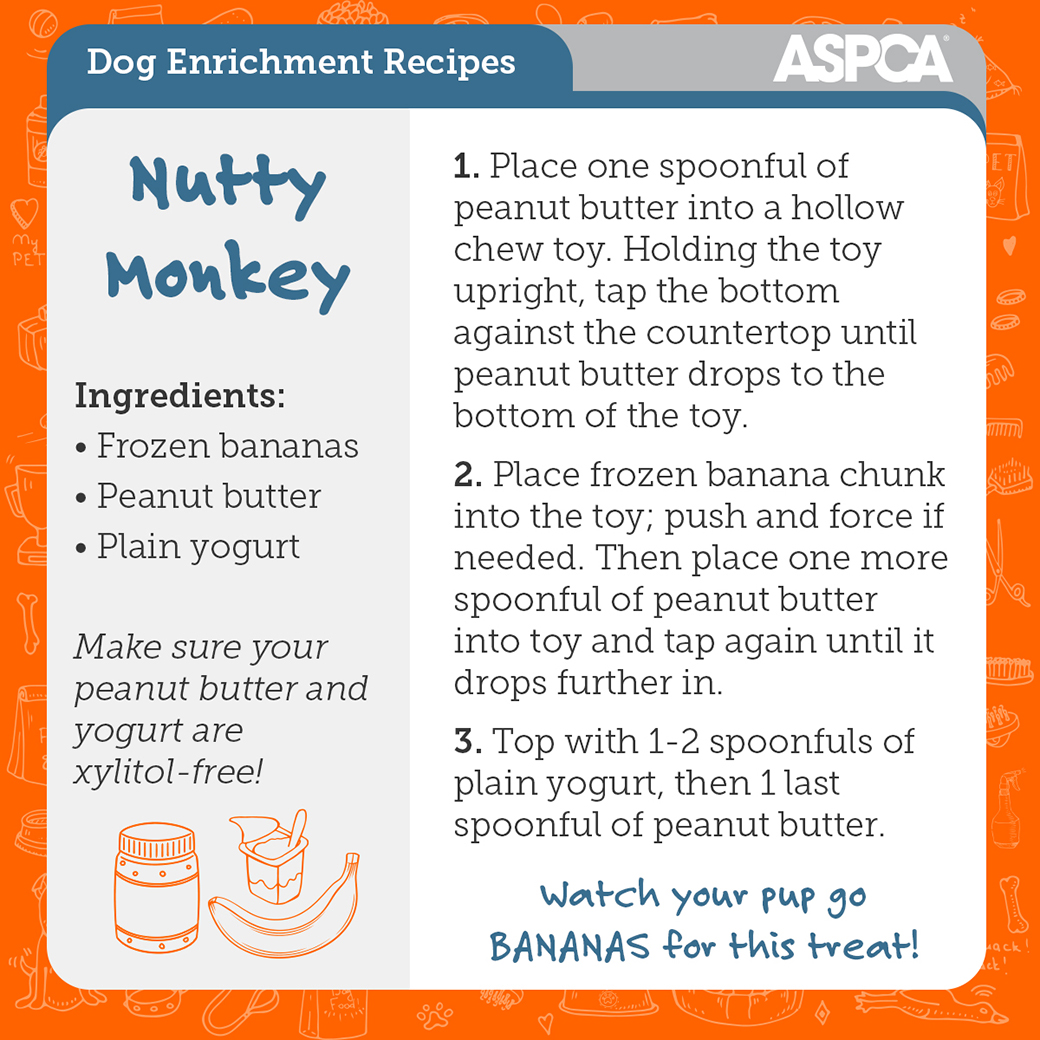 Dog Enrichment Recipes
ASPCA®
Nutty
Monkey
Ingredients:
• Frozen bananas
• Peanut butter
• Plain yogurt
Make sure your
peanut butter and
yogurt are
xylitol-free!
1. Place one spoonful of
peanut butter into a hollow
chew toy. Holding the toy
upright, tap the bottom
against the countertop until
peanut butter drops to the
bottom of the toy.
2. Place frozen banana chunk
into the toy; push and force if
needed. Then place one more
spoonful of peanut butter
into toy and tap again until it
drops further in.
3. Top with 1-2 spoonfuls of
plain yogurt, then 1 last
spoonful of peanut butter.
Watch your pup go
BANANAS for this treat!
my
PET
PET